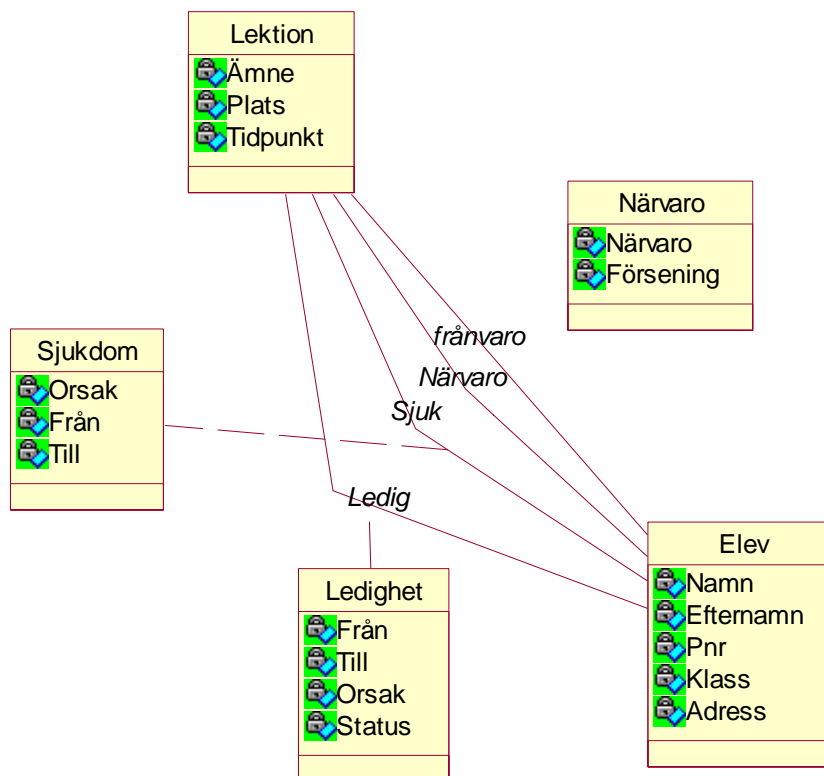 Lektion
Ämne
Plats
Tidpunkt
Närvaro
Närvaro
Försening
Sjukdom
Orsak
Från
Till
frånvaro
Närvaro
Sjuk
Ledig
Ledighet
Från
Till
Orsak
Status
Elev
Namn
Efternamn
Pnr
Klass
Adress